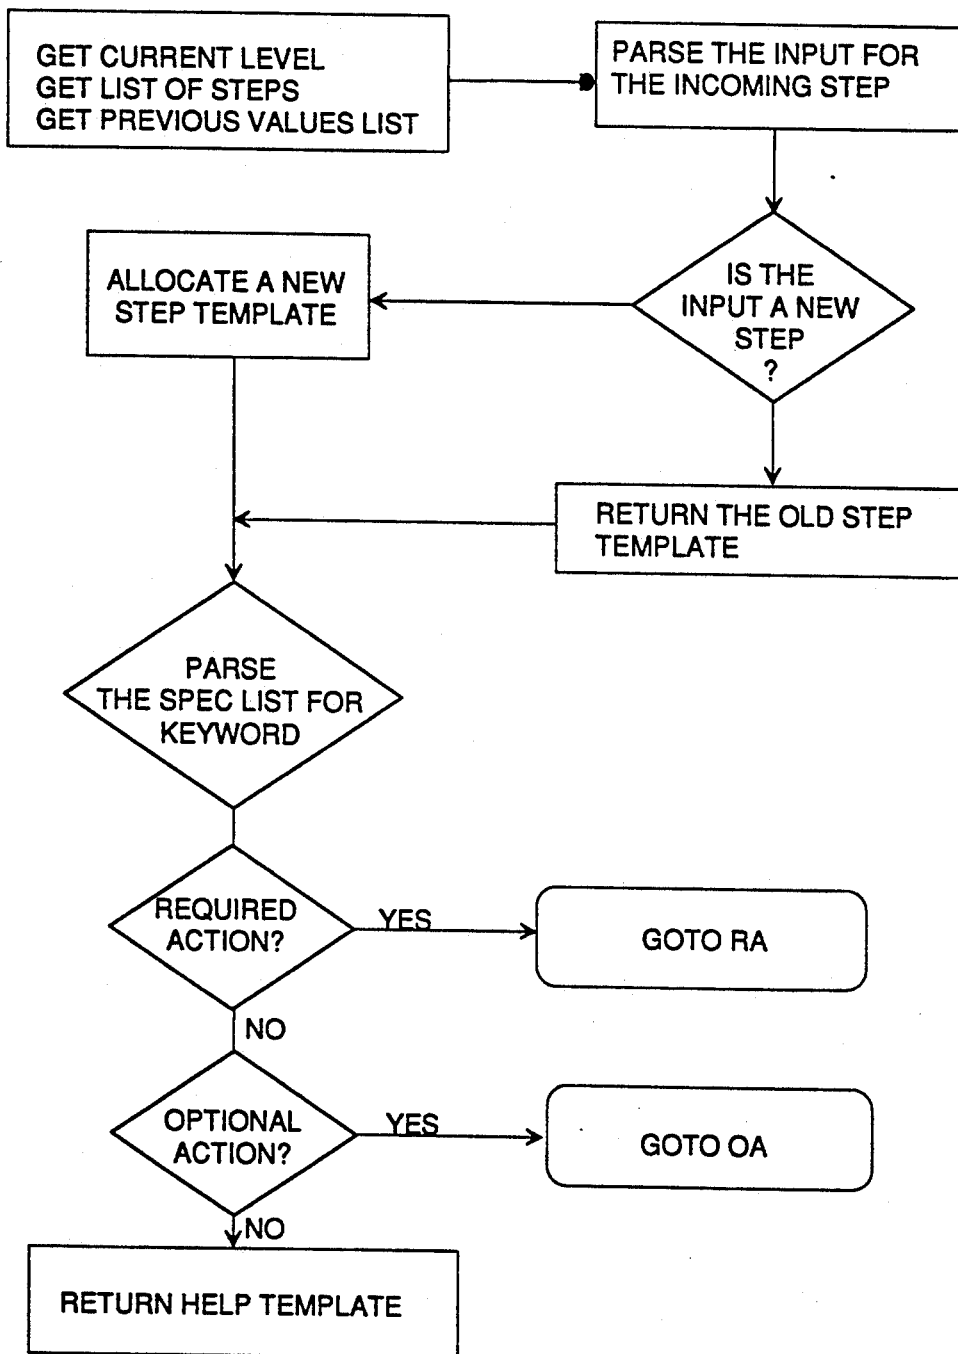 GET CURRENT LEVEL
GET LIST OF STEPS
GET PREVIOUS VALUES LIST
PARSE THE INPUT FOR
THE INCOMING STEP
IS THE
INPUT A NEW
STEP
?
ALLOCATE A NEW
STEP TEMPLATE
RETURN THE OLD STEP
TEMPLATE
PARSE
THE SPEC LIST FOR
KEYWORD
REQUIRED
ACTION?
YES
GOTO RA
NO
OPTIONAL
ACTION?
YES
GOTO OA
NO
RETURN HELP TEMPLATE